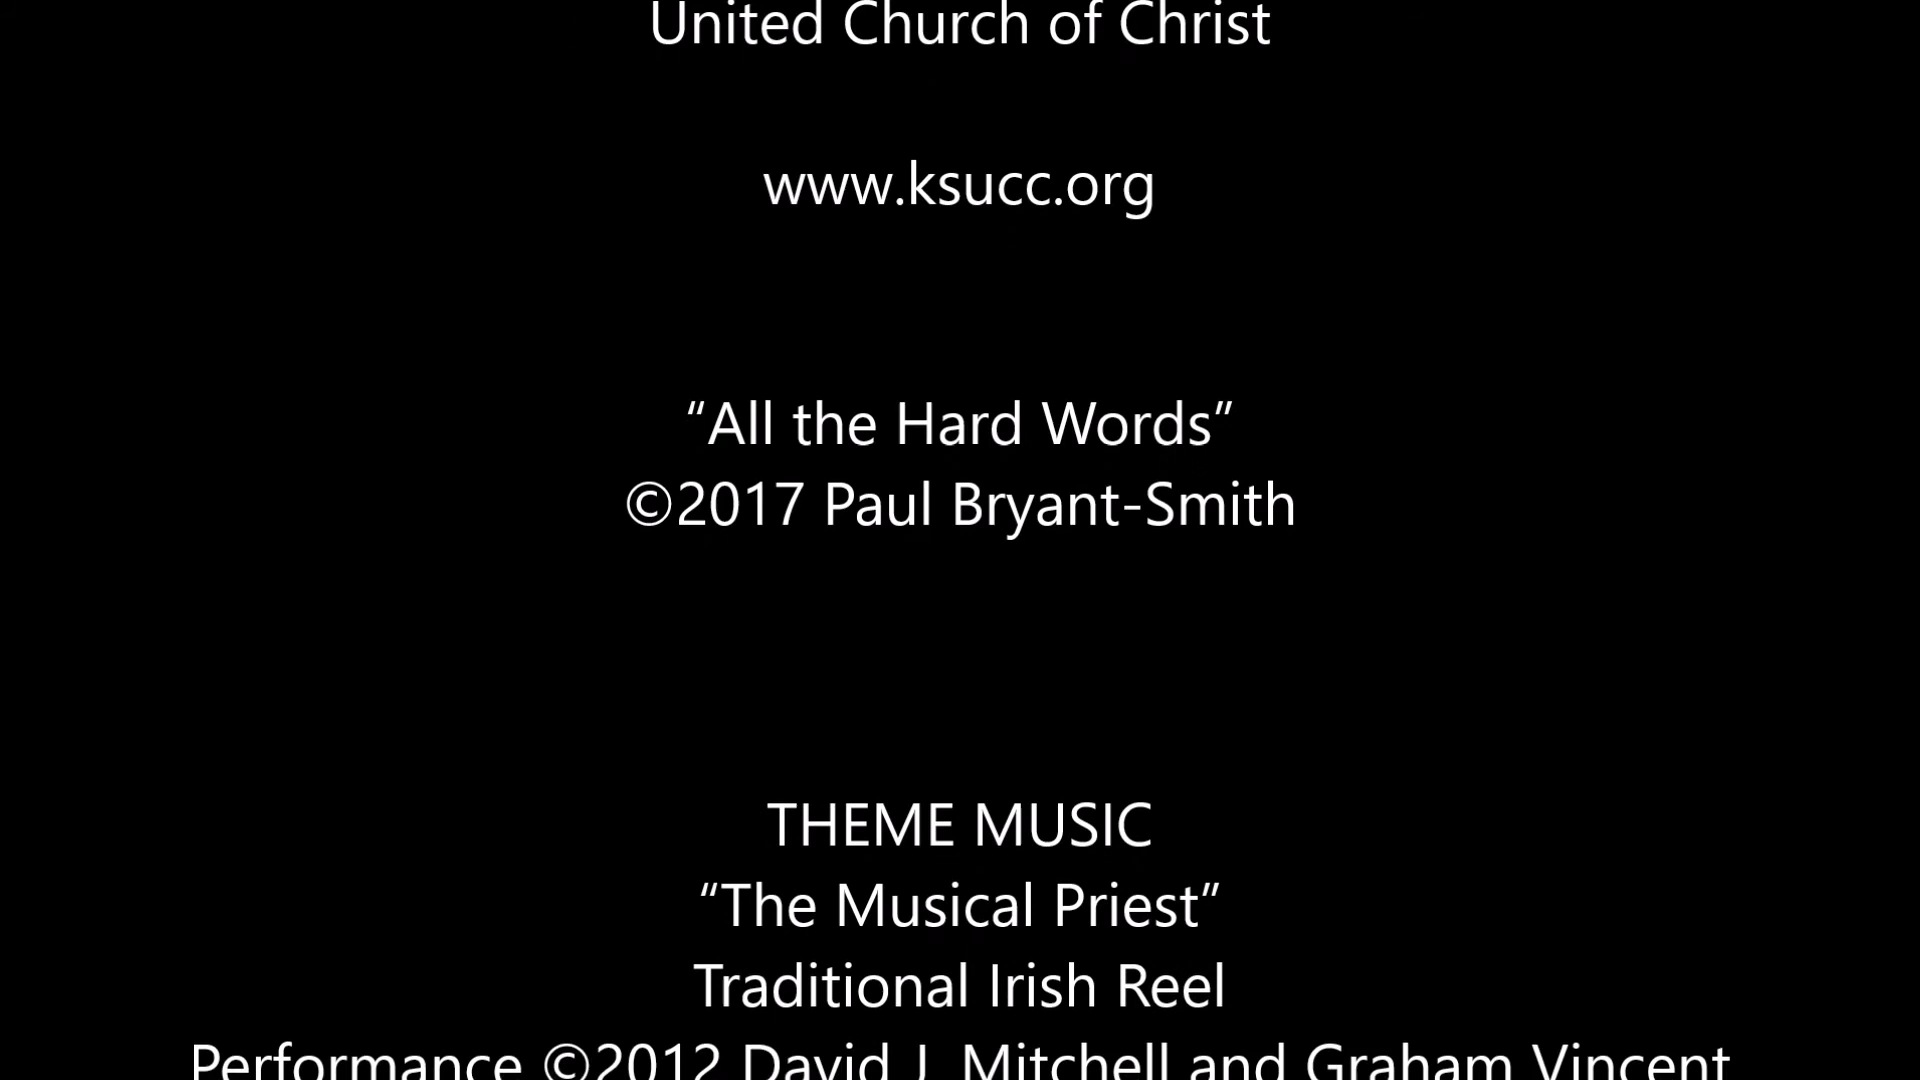 United Church of Christ
www.ksucc.org
“All the Hard Words”
©2017 Paul Bryant-Smith
THEME MUSIC
“The Musical Priest”
Traditional Irish Reel
Performance ©2012 David J. Mitchell and Graham Vincent